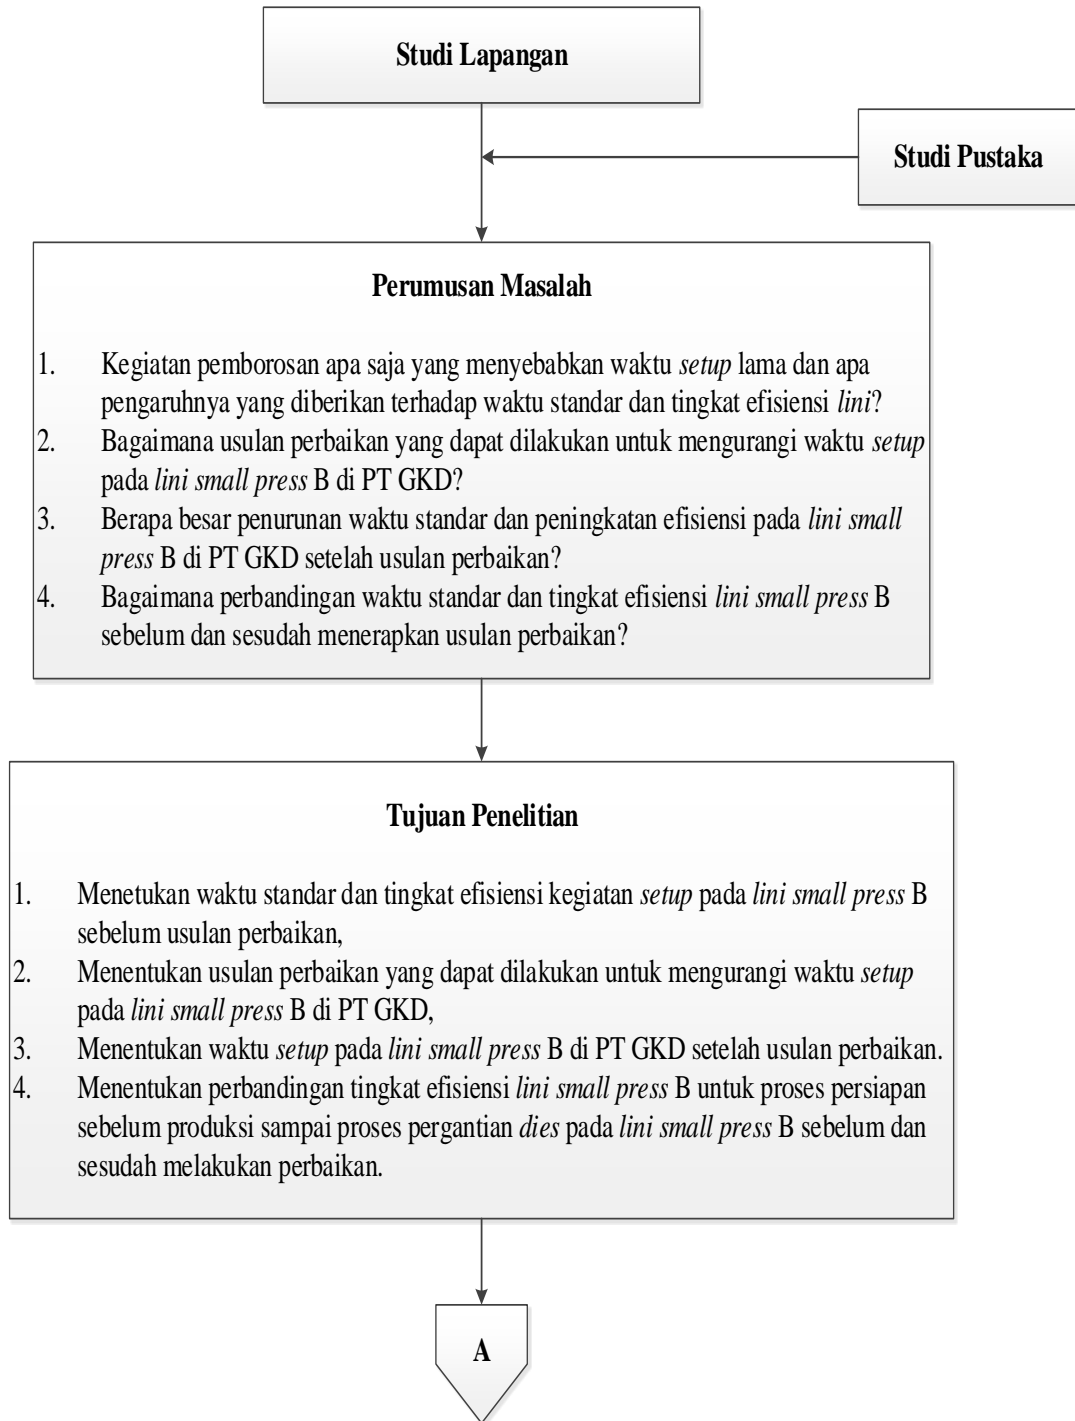 Studi Lapangan
Studi Pustaka
Perumusan Masalah
1. Kegiatan pemborosan apa saja yang menyebabkan waktu setup lama dan apa
pengaruhnya yang diberikan terhadap waktu standar dan tingkat efisiensi lini?
2. Bagaimana usulan perbaikan yang dapat dilakukan untuk mengurangi waktu setup
pada lini small press B di PT GKD?
3. Berapa besar penurunan waktu standar dan peningkatan efisiensi pada lini small
press B di PT GKD setelah usulan perbaikan?
4. Bagaimana perbandingan waktu standar dan tingkat efisiensi lini small press B
sebelum dan sesudah menerapkan usulan perbaikan?
Tujuan Penelitian
1. Menetukan waktu standar dan tingkat efisiensi kegiatan setup pada lini small press B
sebelum usulan perbaikan,
2. Menentukan usulan perbaikan yang dapat dilakukan untuk mengurangi waktu setup
pada lini small press B di PT GKD,
3. Menentukan waktu setup pada lini small press B di PT GKD setelah usulan perbaikan.
4. Menentukan perbandingan tingkat efisiensi lini small press B untuk proses persiapan
sebelum produksi sampai proses pergantian dies pada lini small press B sebelum dan
sesudah melakukan perbaikan.
A